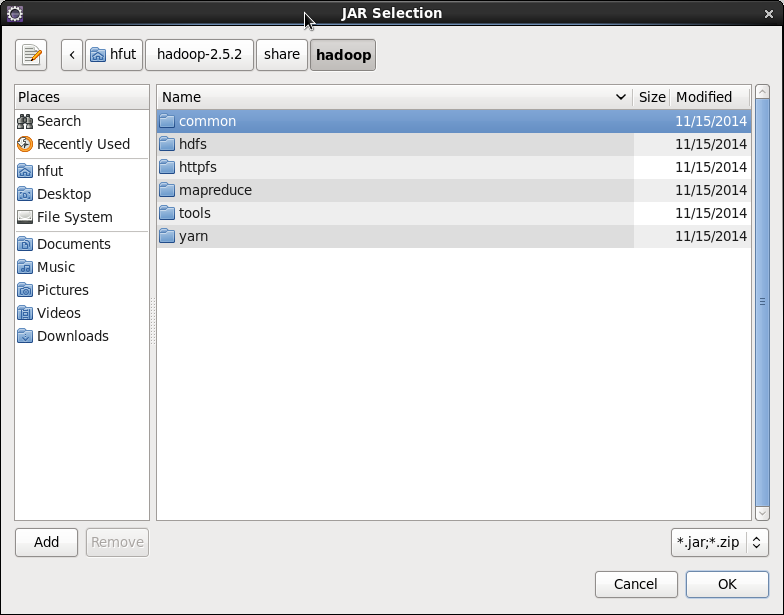 JAR Selection
hfut hadoop-2.5.2 share hadoop
Places
Search
Recently Used
hfut
Desktop
File System
Documents
Music
Pictures
Videos
Downloads
Name Size Modified
common 11/15/2014
hdfs 11/15/2014
httpfs 11/15/2014
mapreduce 11/15/2014
tools 11/15/2014
yarn 11/15/2014
Add Remove *.jar;*.zip
Cancel OK